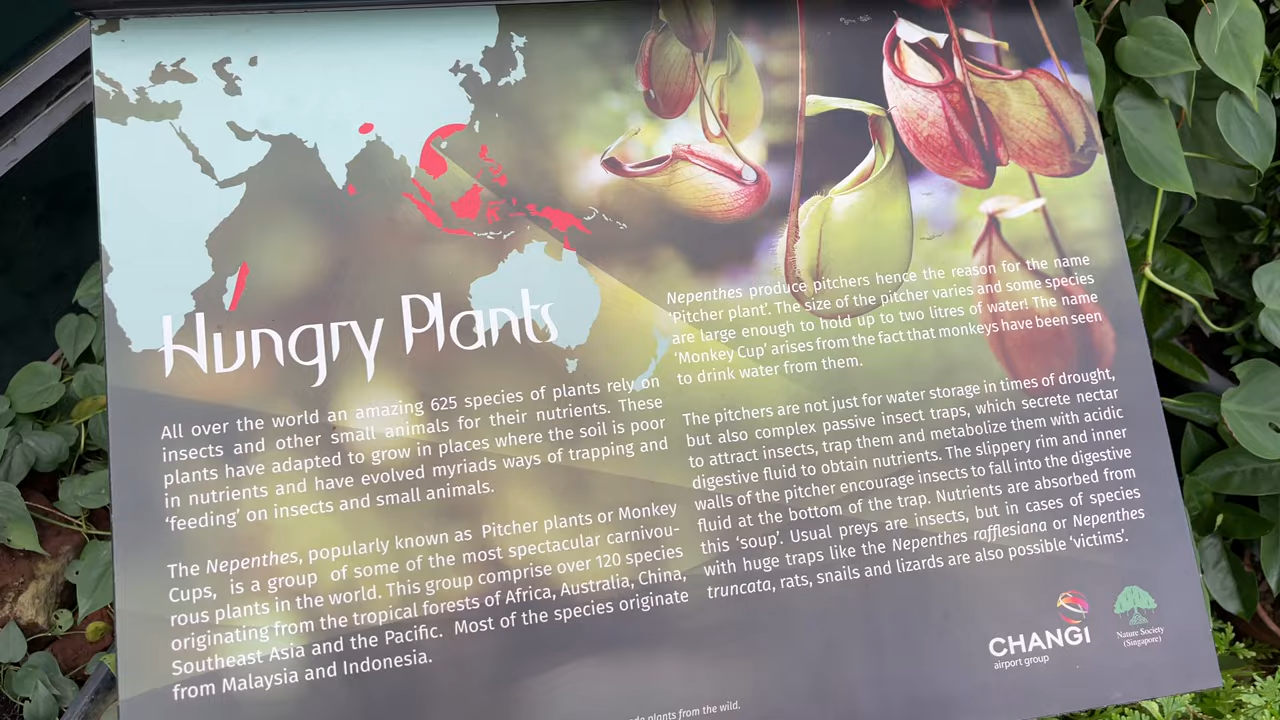 Hungry Plants
All over the world an amazing 625 species of plants rely on
insects and other small animals for their nutrients. These
plants have adapted to grow in places where the soil is poor
in nutrients and have evolved myriads ways of trapping and
‘feeding’ on insects and small animals.
The Nepenthes, popularly known as Pitcher plants or Monkey
Cups, is a group of some of the most spectacular carnivou-
rous plants in the world. This group comprise over 120 species
originating from the tropical forests of Africa, Australia, China,
Southeast Asia and the Pacific. Most of the species originate
from Malaysia and Indonesia.
Nepenthes produce pitchers hence the reason for the name
‘Pitcher plant’. The size of the pitcher varies and some species
are large enough to hold up to two litres of water! The name
‘Monkey Cup’ arises from the fact that monkeys have been seen
to drink water from them.
The pitchers are not just for water storage in times of drought,
but also complex passive insect traps, which secrete nectar
to attract insects, trap them and metabolize them with acidic
digestive fluid to obtain nutrients. The slippery rim and inner
walls of the pitcher encourage insects to fall into the digestive
fluid at the bottom of the trap. Nutrients are absorbed from
this ‘soup’. Usual preys are insects, but in cases of species
with huge traps like the Nepenthes rafflesiana or Nepenthes
truncata, rats, snails and lizards are also possible ‘victims’.
CHANGI
airport group
Nature Society
(Singapore)
plants from the wild.